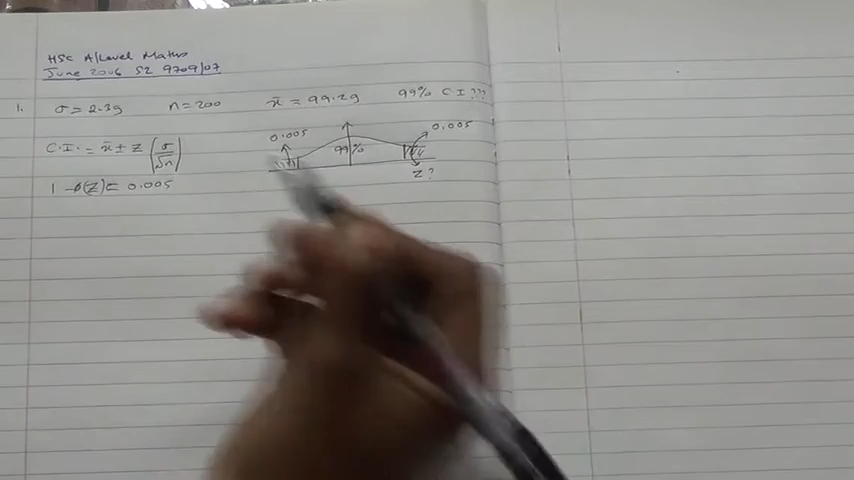 HSC A/Level Maths
June 2006 S2 9709/07
1. σ = 2.3g n = 200 x̄ = 99.2g 99% C.I ???
0.005 99% 0.005
C.I. = x̄ ± z (σ/√n)
z?
1 - ϕ(z) = 0.005